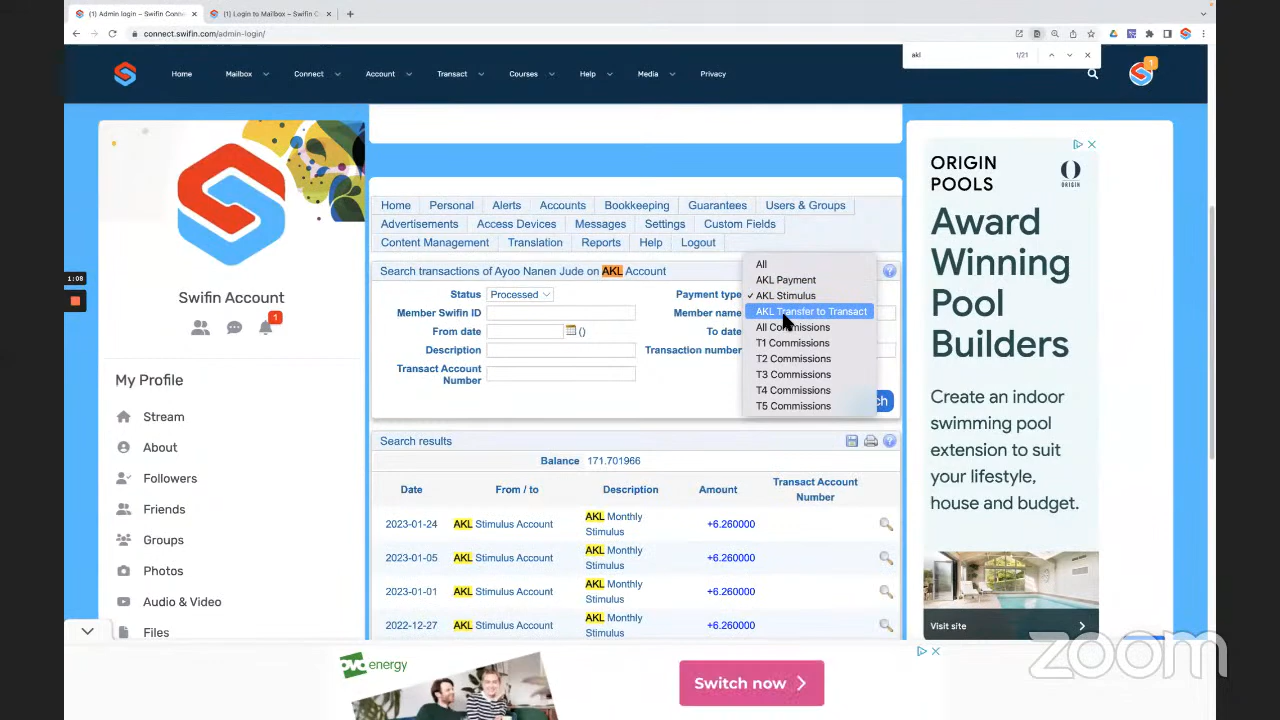 (1) Admin login – Swifin Conne
Login to Mailbox – Swifin C
connect.swifin.com/admin-login/
akl
1/21
Home
Mailbox
Connect
Account
Transact
Courses
Help
Media
Privacy
1
1:08
Swifin Account
1
My Profile
Stream
About
Followers
Friends
Groups
Photos
Audio & Video
Files
Home Personal Alerts Accounts Bookkeeping Guarantees Users & Groups
Advertisements Access Devices Messages Settings Custom Fields
Content Management Translation Reports Help Logout
Search transactions of Ayoo Nanen Jude on AKL Account
Status Processed
Payment type
Member Swifin ID
Member name
From date ()
To date
Description
Transaction number
Transact Account
Number
ch
All
AKL Payment
✓ AKL Stimulus
AKL Transfer to Transact
All Commissions
T1 Commissions
T2 Commissions
T3 Commissions
T4 Commissions
T5 Commissions
Search results
Balance 171.701966
Date From / to Description Amount Transact Account
Number
2023-01-24 AKL Stimulus Account AKL Monthly
Stimulus +6.260000
2023-01-05 AKL Stimulus Account AKL Monthly
Stimulus +6.260000
2023-01-01 AKL Stimulus Account AKL Monthly
Stimulus +6.260000
2022-12-27 AKL Stimulus Account AKL Monthly
Stimulus +6.260000
ORIGIN
POOLS
ORIGIN
Award
Winning
Pool
Builders
Create an indoor
swimming pool
extension to suit
your lifestyle,
house and budget.
Visit site
ovo energy
Switch now
zoom